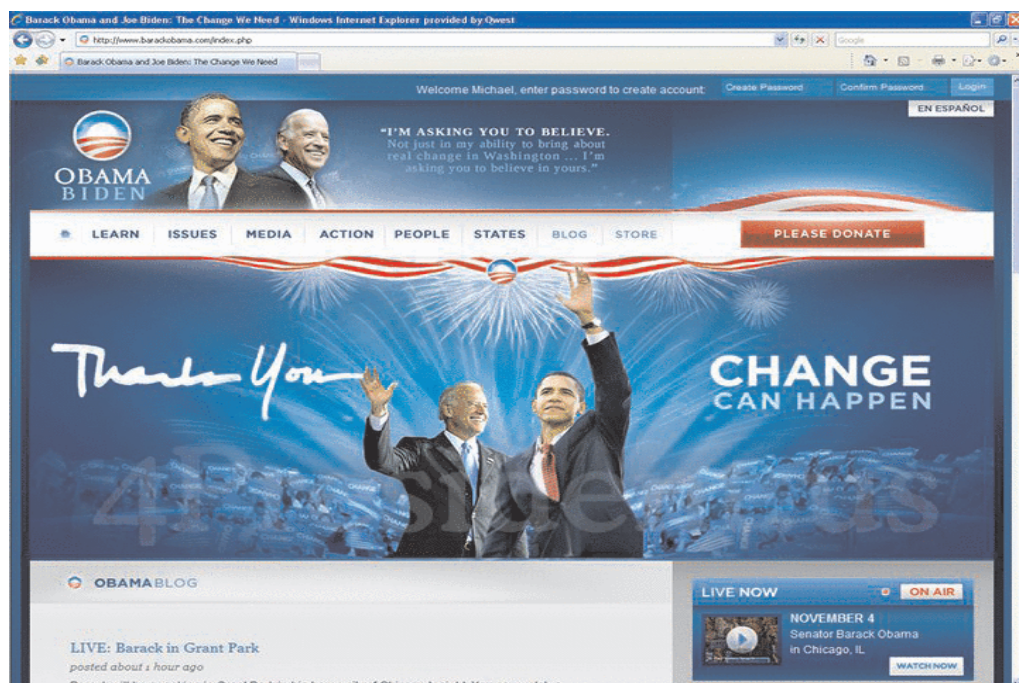 Barack Obama and Joe Biden: The Change We Need - Windows Internet Explorer provided by Qwest
http://www.barackobama.com/index.php
Google
Barack Obama and Joe Biden: The Change We Need
Welcome Michael, enter password to create account:
Create Password
Confirm Password
Login
EN ESPAÑOL
OBAMA
BIDEN
“I'M ASKING YOU TO BELIEVE.
Not just in my ability to bring about
real change in Washington ... I'm
asking you to believe in yours.”
LEARN ISSUES MEDIA ACTION PEOPLE STATES BLOG STORE
PLEASE DONATE
Thank You
CHANGE
CAN HAPPEN
4President.us
OBAMABLOG
LIVE: Barack in Grant Park
posted about 1 hour ago
LIVE NOW
ON AIR
NOVEMBER 4
Senator Barack Obama
in Chicago, IL
WATCH NOW